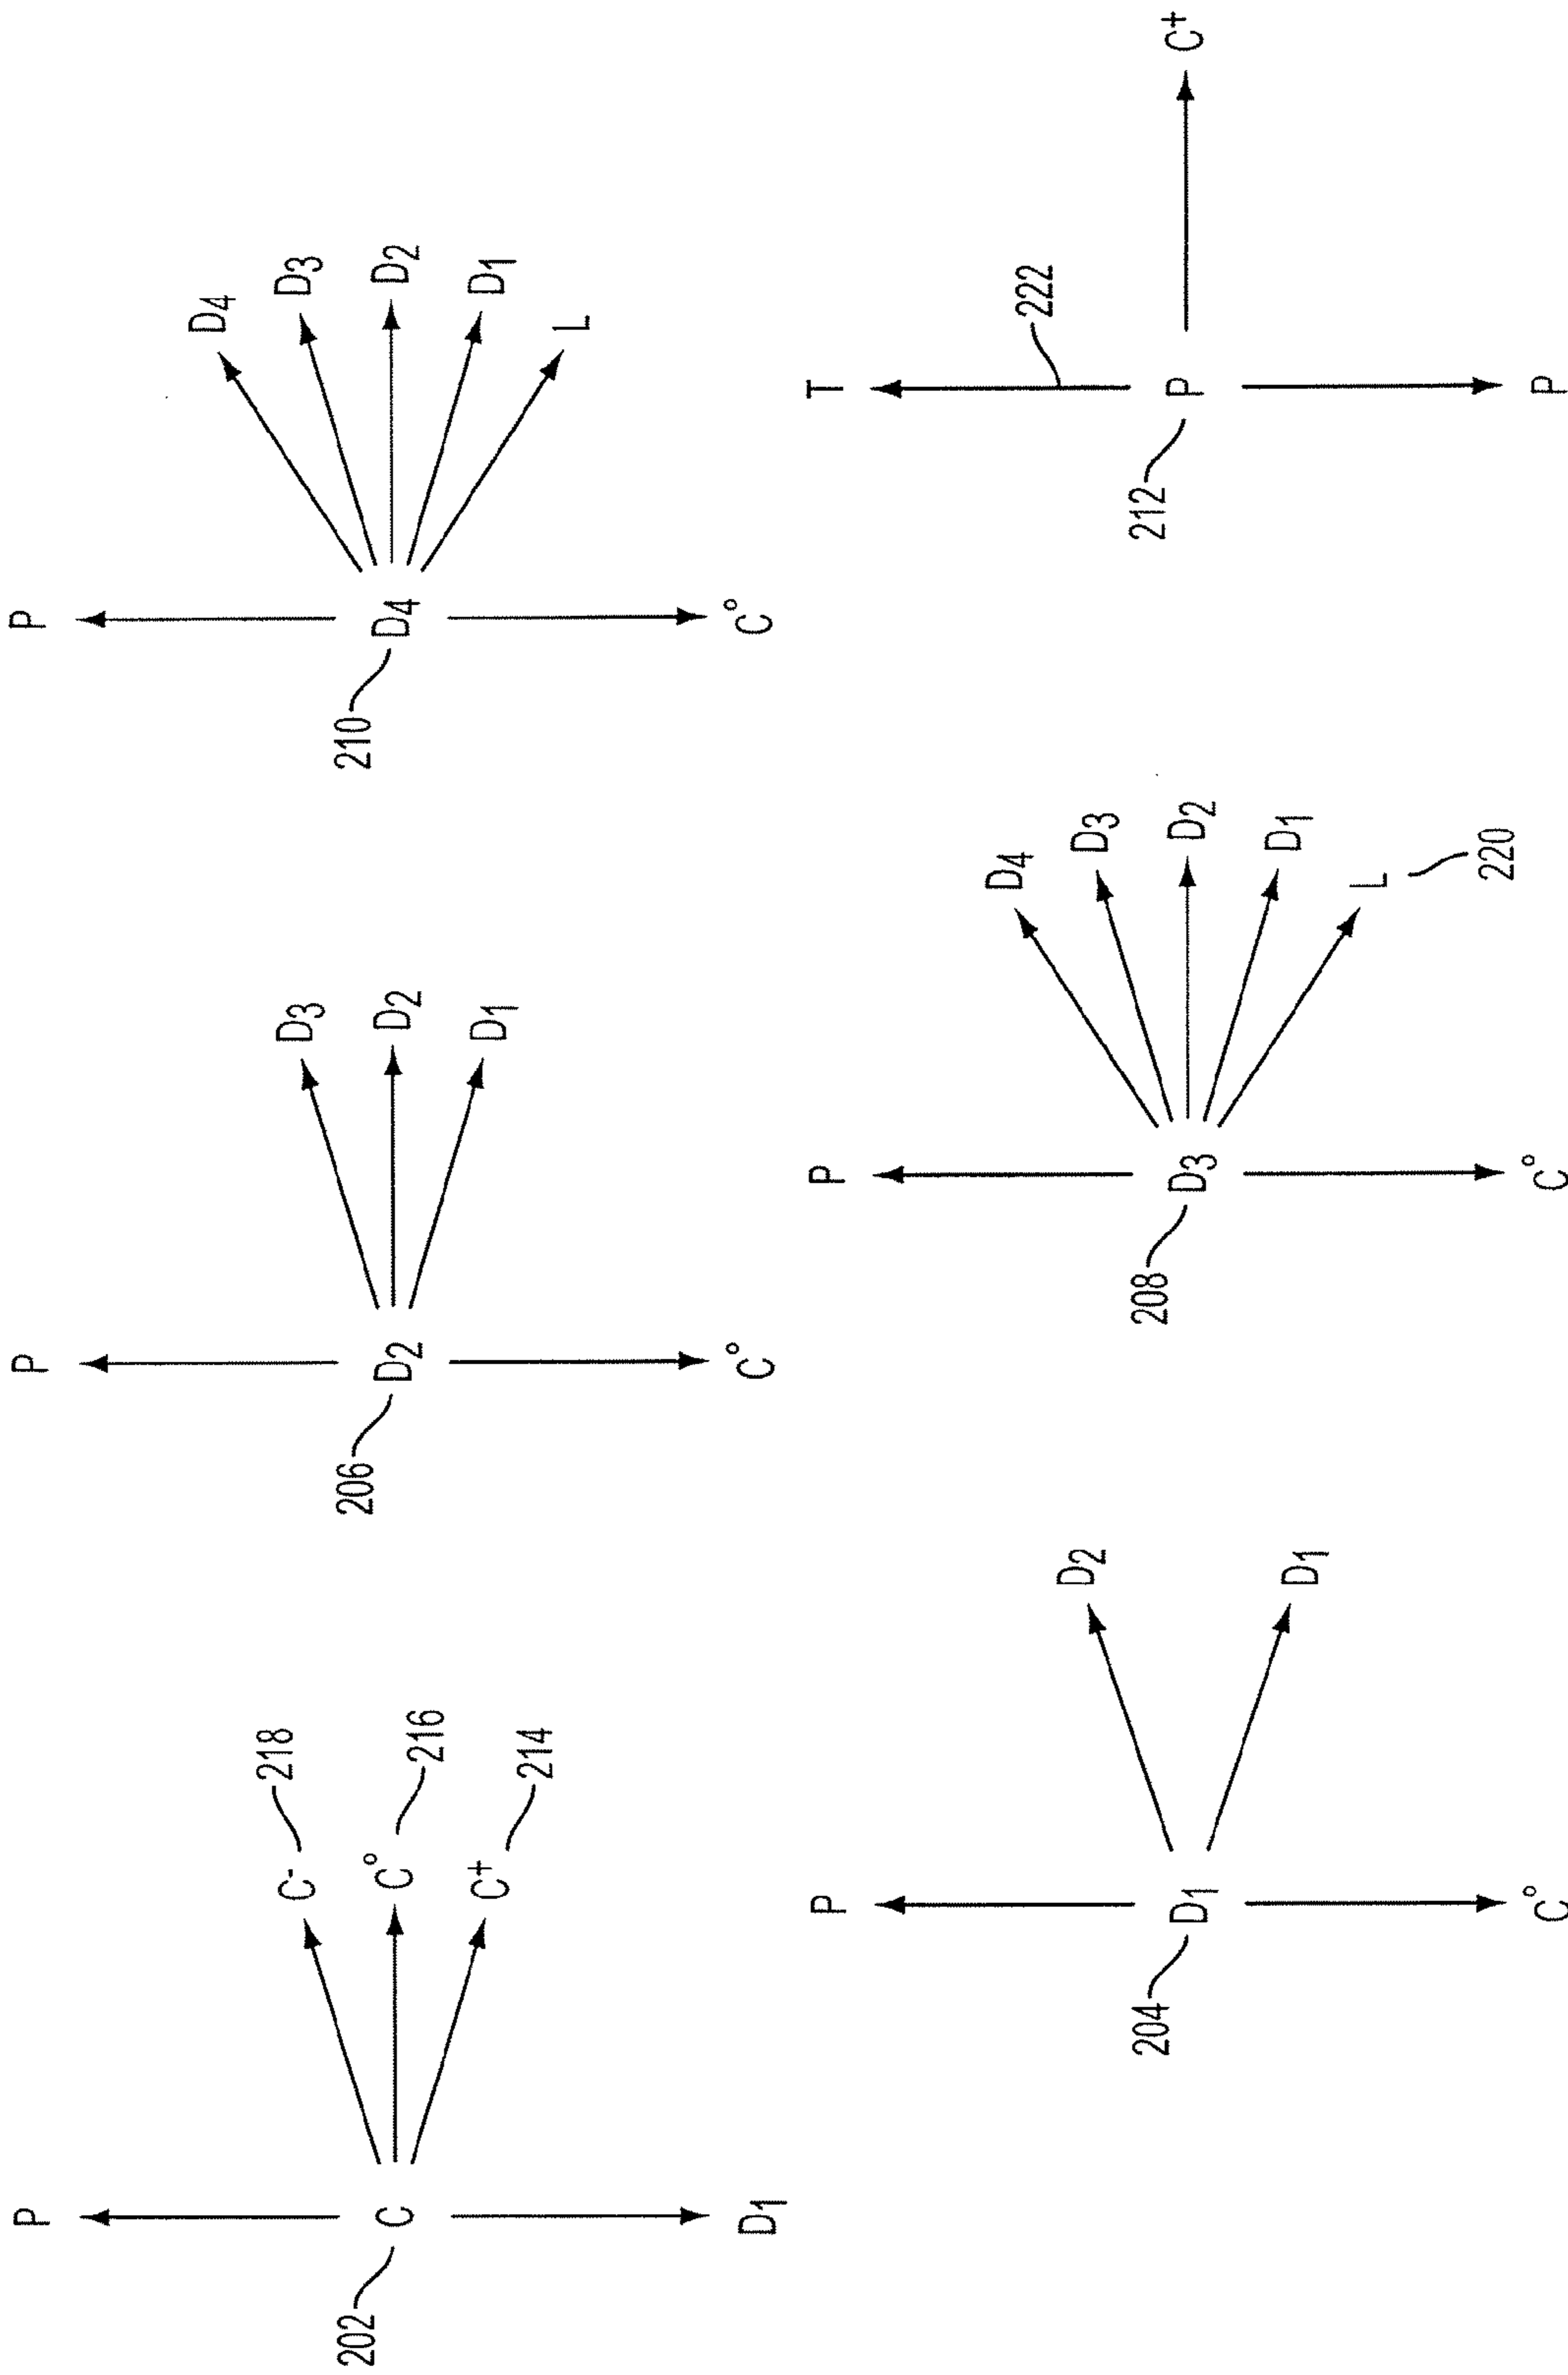 P
C⁻ 218
202 C C° 216
C⁺ 214
D₁
P
D₃
206 D₂ D₂
D₁
C°
P
D₄
D₃
210 D₄ D₂
D₁
L
C°
P
D₂
204 D₁
D₁
C°
P
D₄
D₃
208 D₃ D₂
D₁
L
220
C°
T
222
212 P C⁺
P